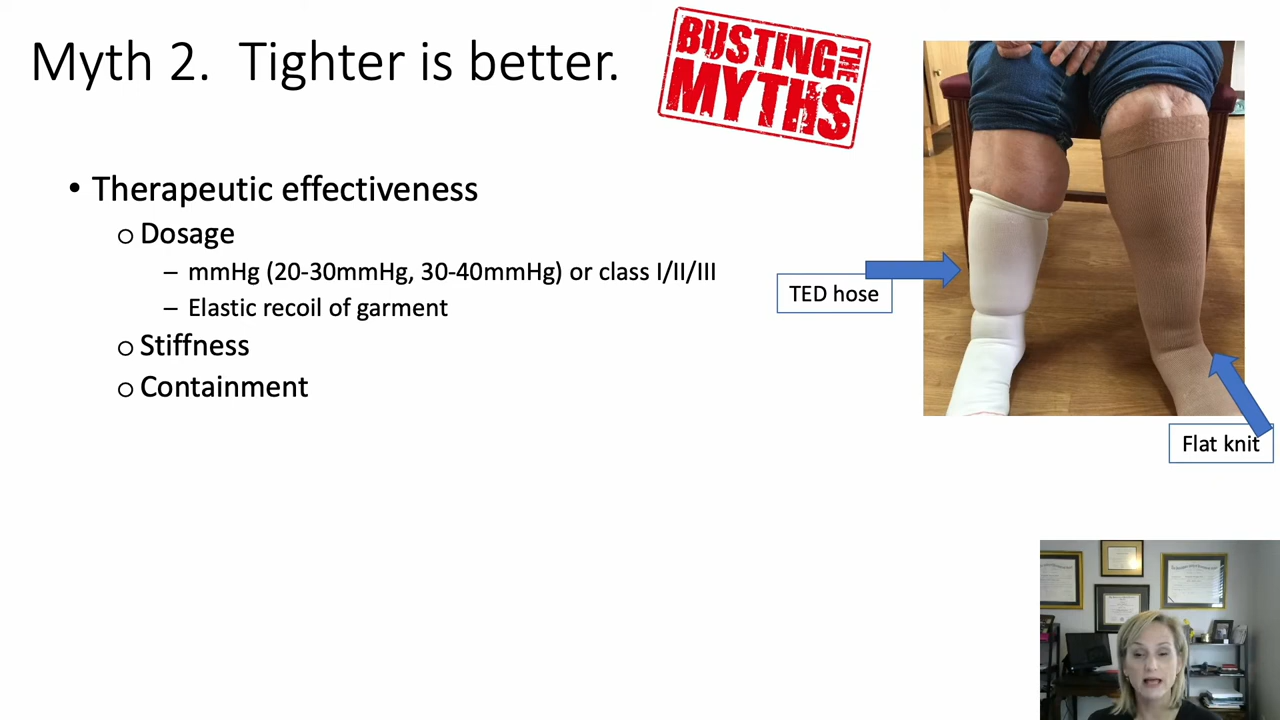 Myth 2. Tighter is better.
BUSTING
THE
MYTHS
• Therapeutic effectiveness
o Dosage
– mmHg (20-30mmHg, 30-40mmHg) or class I/II/III
– Elastic recoil of garment
o Stiffness
o Containment
TED hose
Flat knit